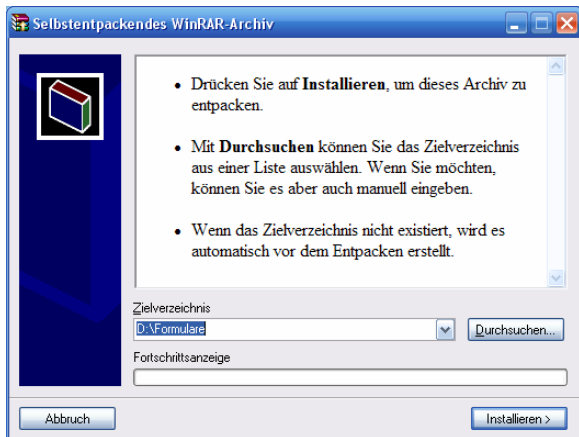 Selbstentpackendes WinRAR-Archiv
• Drücken Sie auf Installieren, um dieses Archiv zu
entpacken.
• Mit Durchsuchen können Sie das Zielverzeichnis
aus einer Liste auswählen. Wenn Sie möchten,
können Sie es aber auch manuell eingeben.
• Wenn das Zielverzeichnis nicht existiert, wird es
automatisch vor dem Entpacken erstellt.
Zielverzeichnis
D:\Formulare
Durchsuchen...
Fortschrittsanzeige
Abbruch
Installieren >